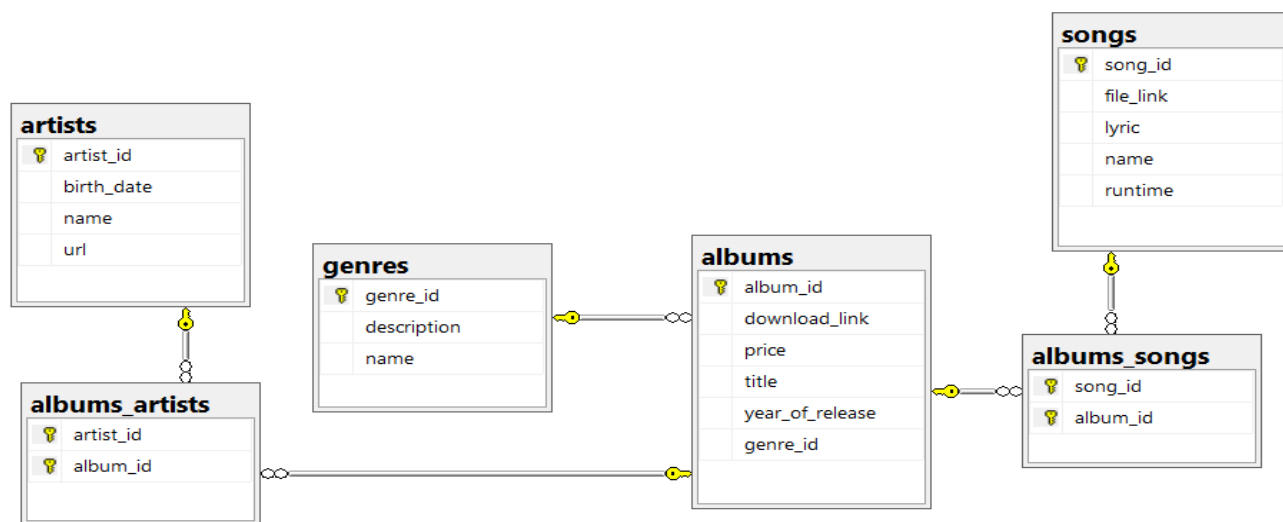 artists
artist_id
birth_date
name
url
albums_artists
artist_id
album_id
genres
genre_id
description
name
albums
album_id
download_link
price
title
year_of_release
genre_id
songs
song_id
file_link
lyric
name
runtime
albums_songs
song_id
album_id